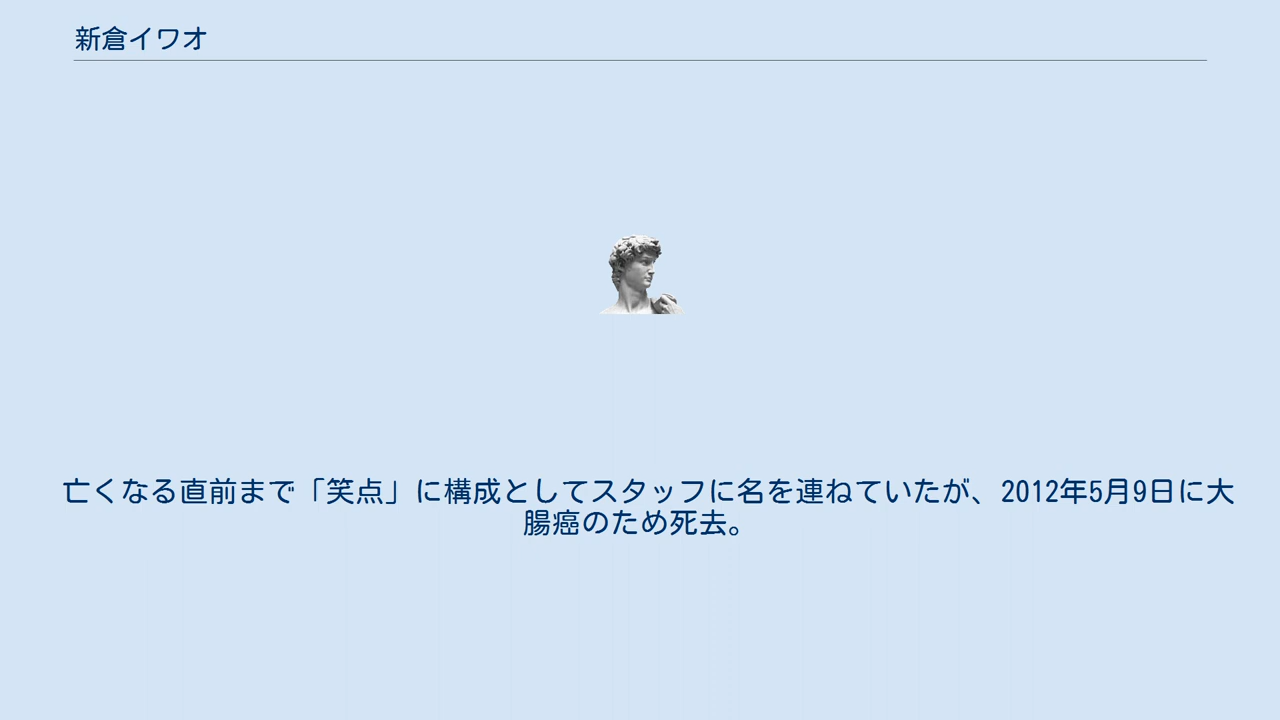 新倉イワオ
亡くなる直前まで「笑点」に構成としてスタッフに名を連ねていたが、2012年5月9日に大
腸癌のため死去。